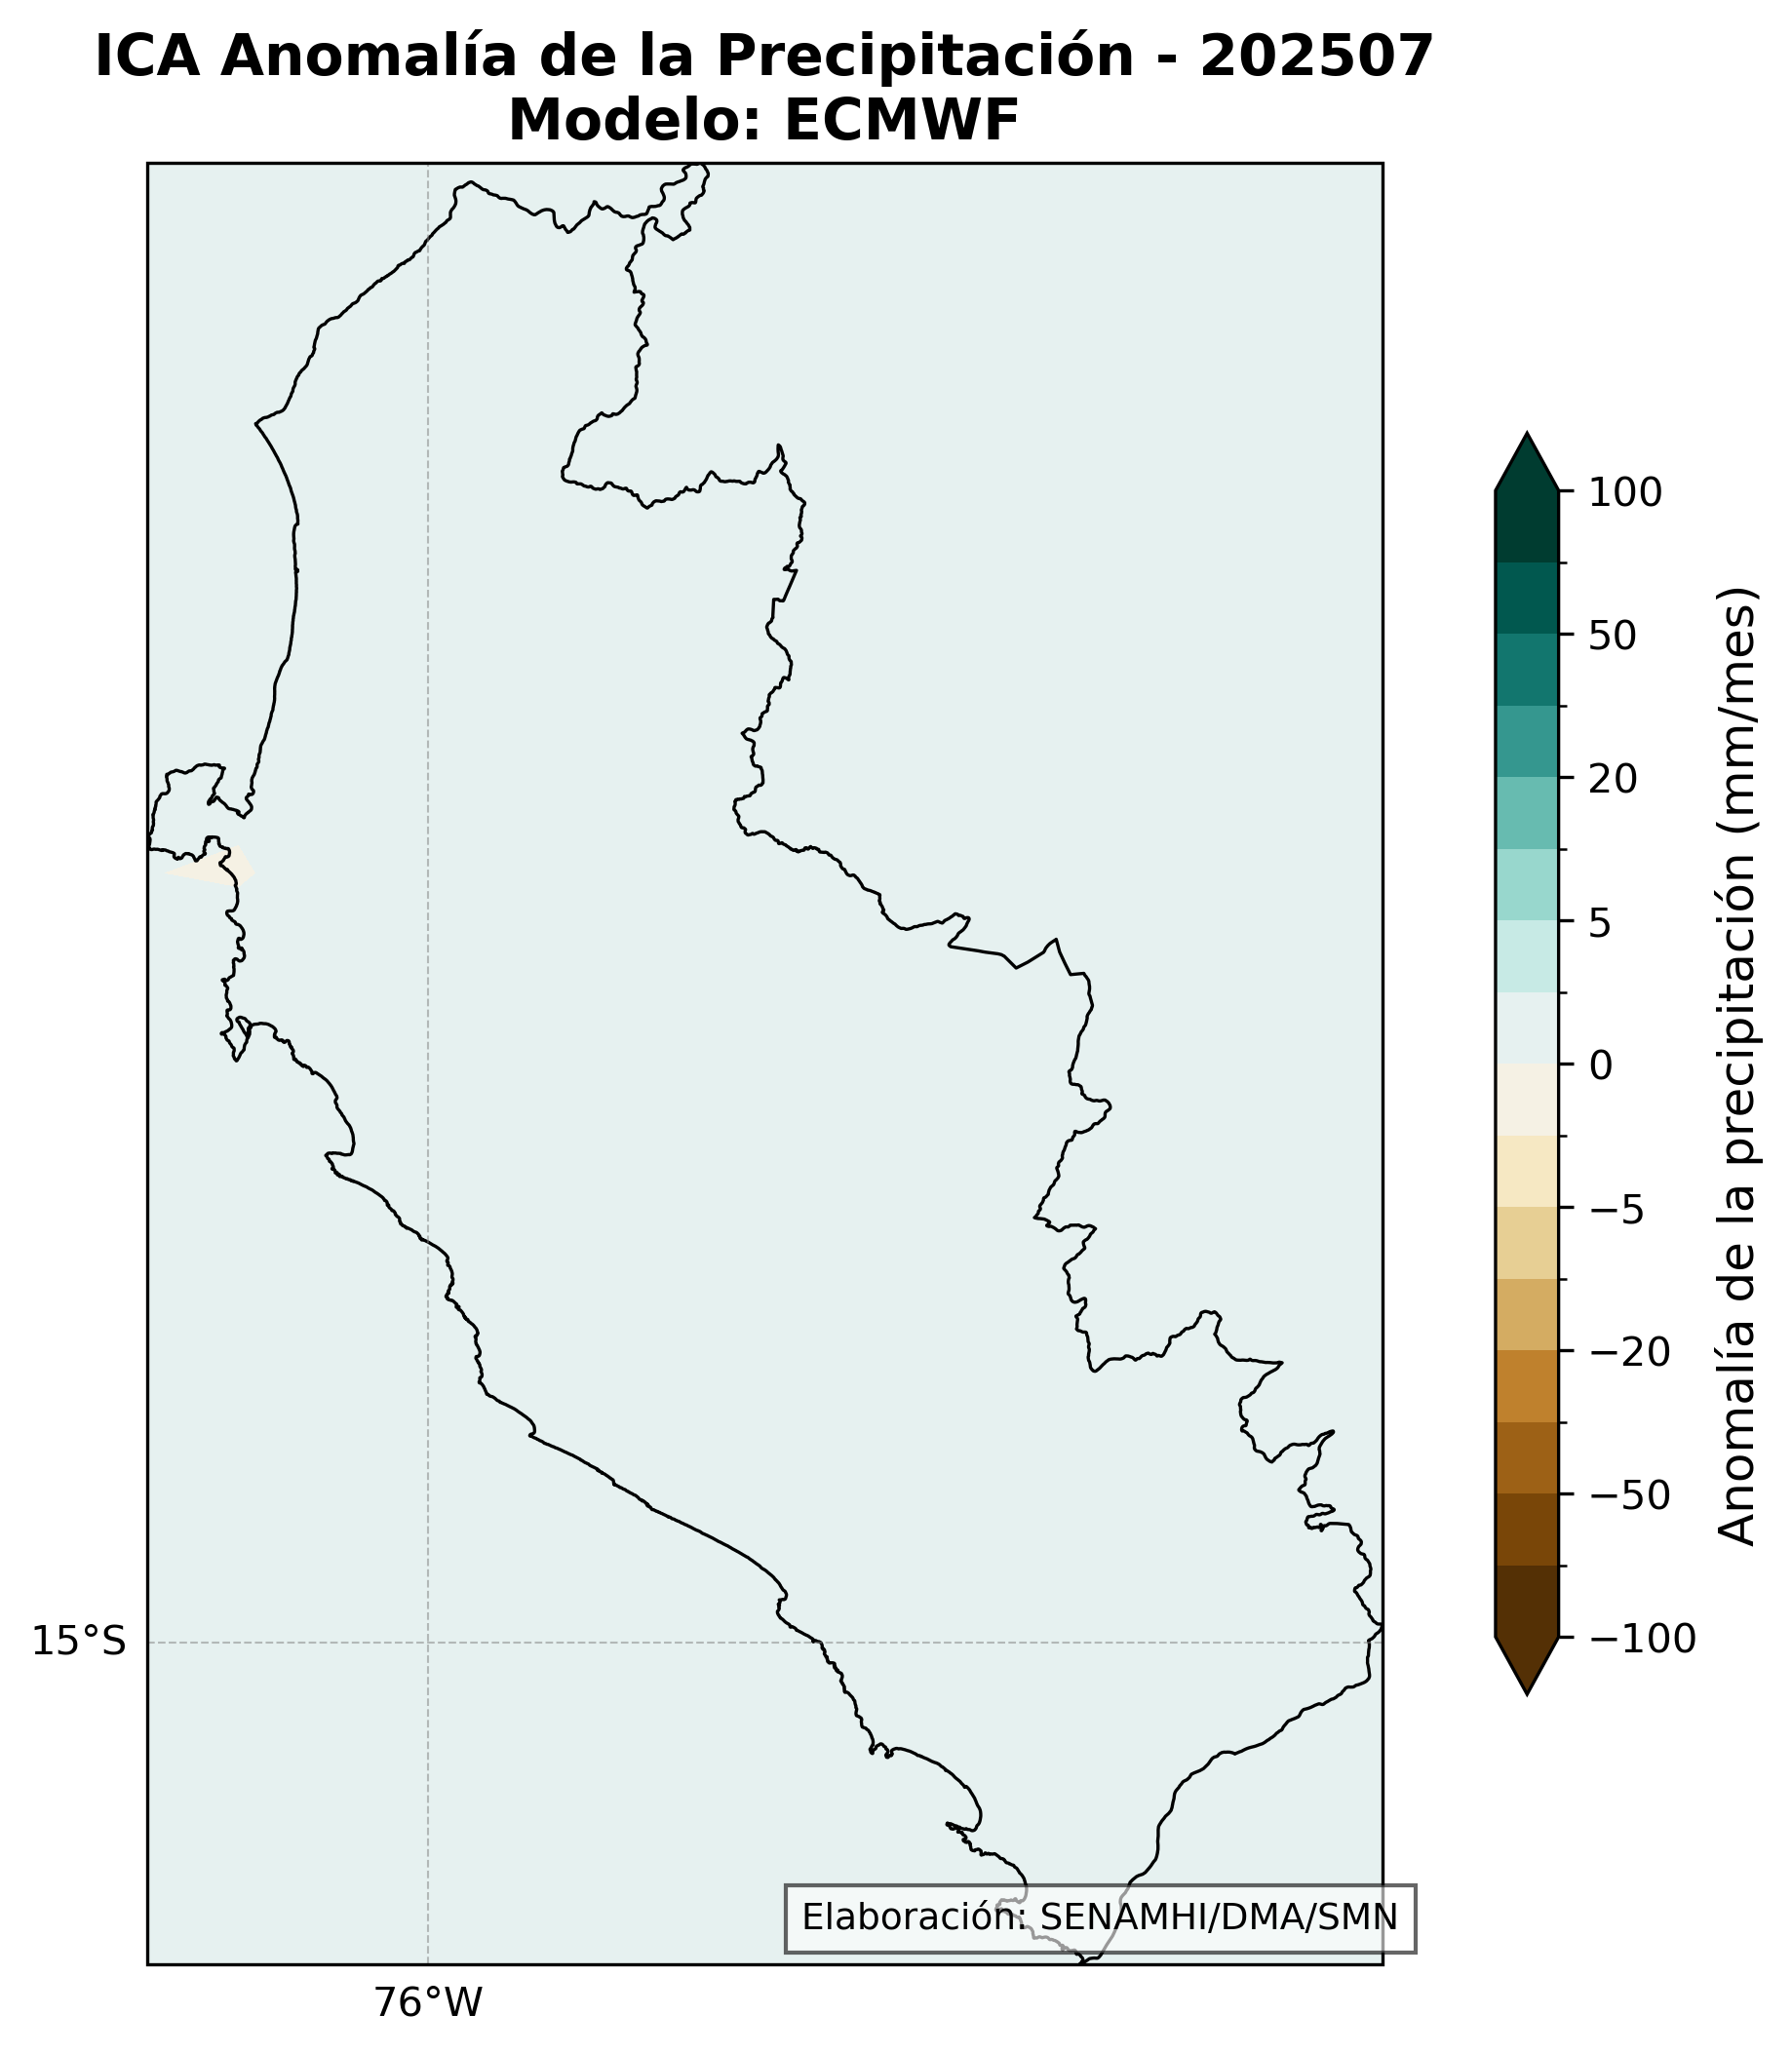 ICA Anomalía de la Precipitación - 202507
Modelo: ECMWF
100
50
20
5
0
−5
−20
−50
−100
Anomalía de la precipitación (mm/mes)
15°S
76°W
Elaboración: SENAMHI/DMA/SMN